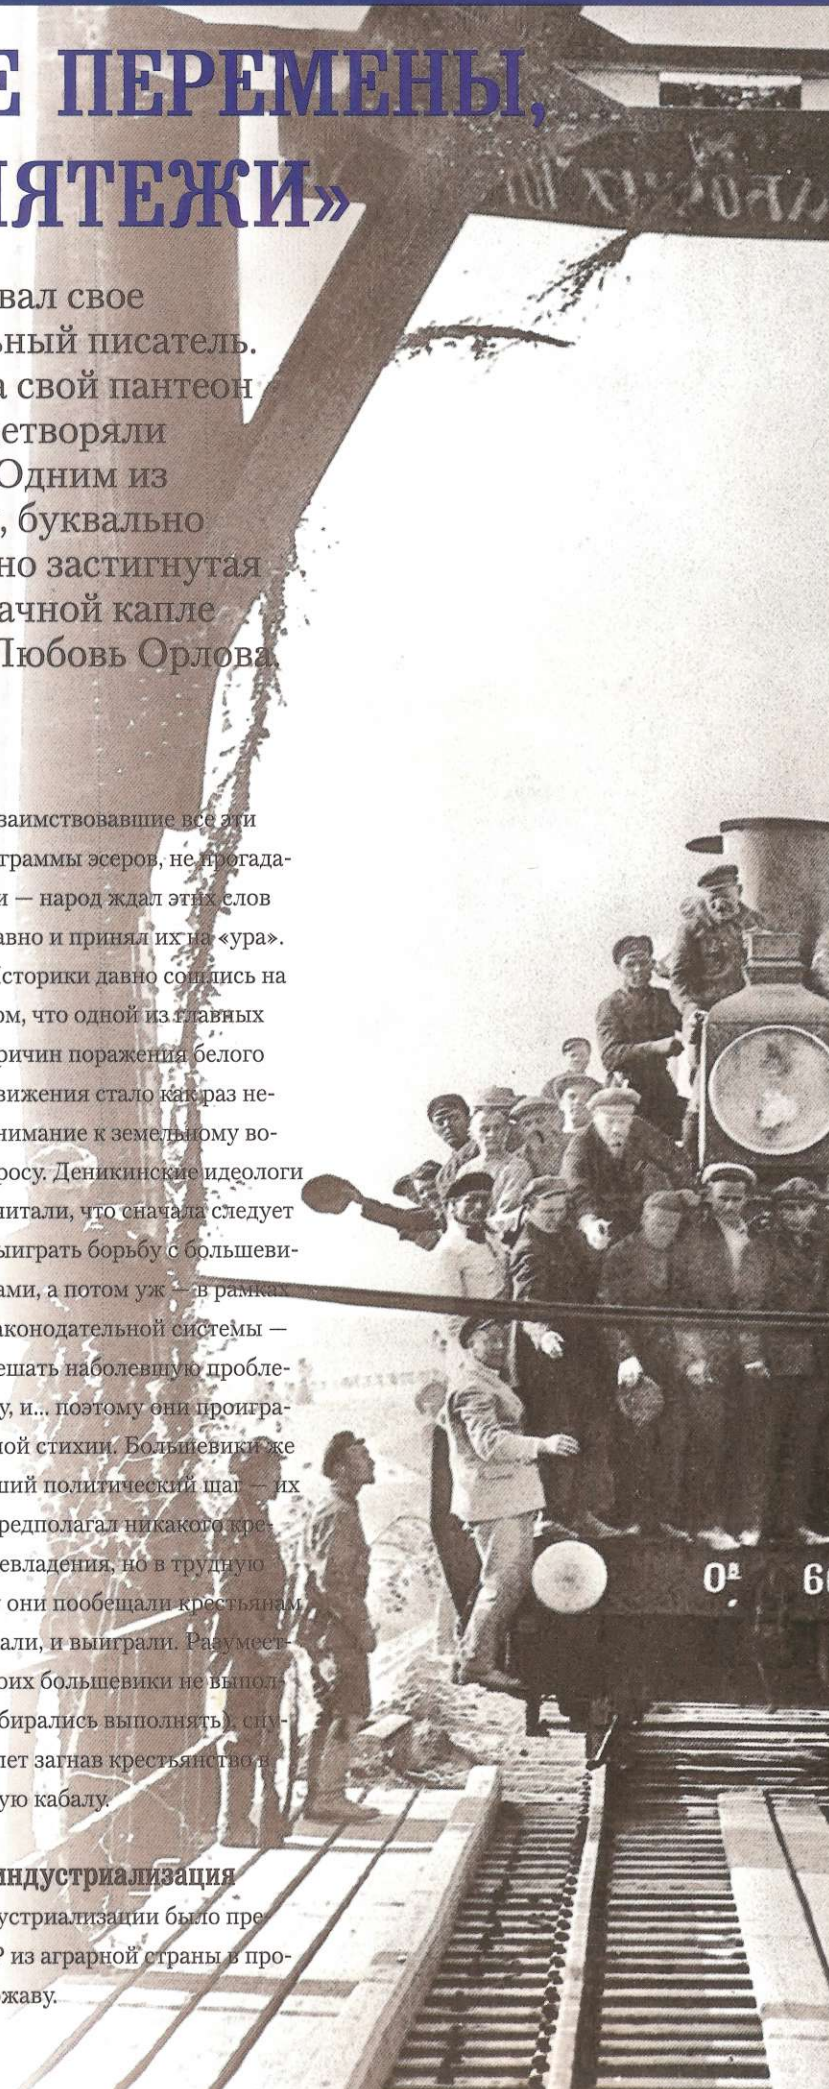 Е ПЕРЕМЕНЫ,
ЯТЕЖИ»
вал свое
ьный писатель.
а свой пантеон
етворяли
Одним из
, буквально
но застигнутая
ачной капле
Любовь Орлова.
заимствовавшие все эти
граммы эсеров, не прогада-
и — народ ждал этих слов
авно и принял их на «ура».
Историки давно сошлись на
ом, что одной из главных
ричин поражения белого
вижения стало как раз не-
нимание к земельному во-
росу. Деникинские идеологи
читали, что сначала следует
ыиграть борьбу с большеви-
ами, а потом уж — в рамках
аконодательной системы —
ешать наболевшую пробле-
у, и... поэтому они проигра-
ной стихии. Большевики же
ший политический шаг — их
редполагал никакого кре-
евладения, но в трудную
у они пообещали крестьянам
али, и выиграли. Разумеет-
оих большевики не выпол-
бирались выполнять), спу-
лет загнав крестьянство в
ую кабалу.
индустриализация
устриализации было пре-
Р из аграрной страны в про-
жаву.
Ов 6